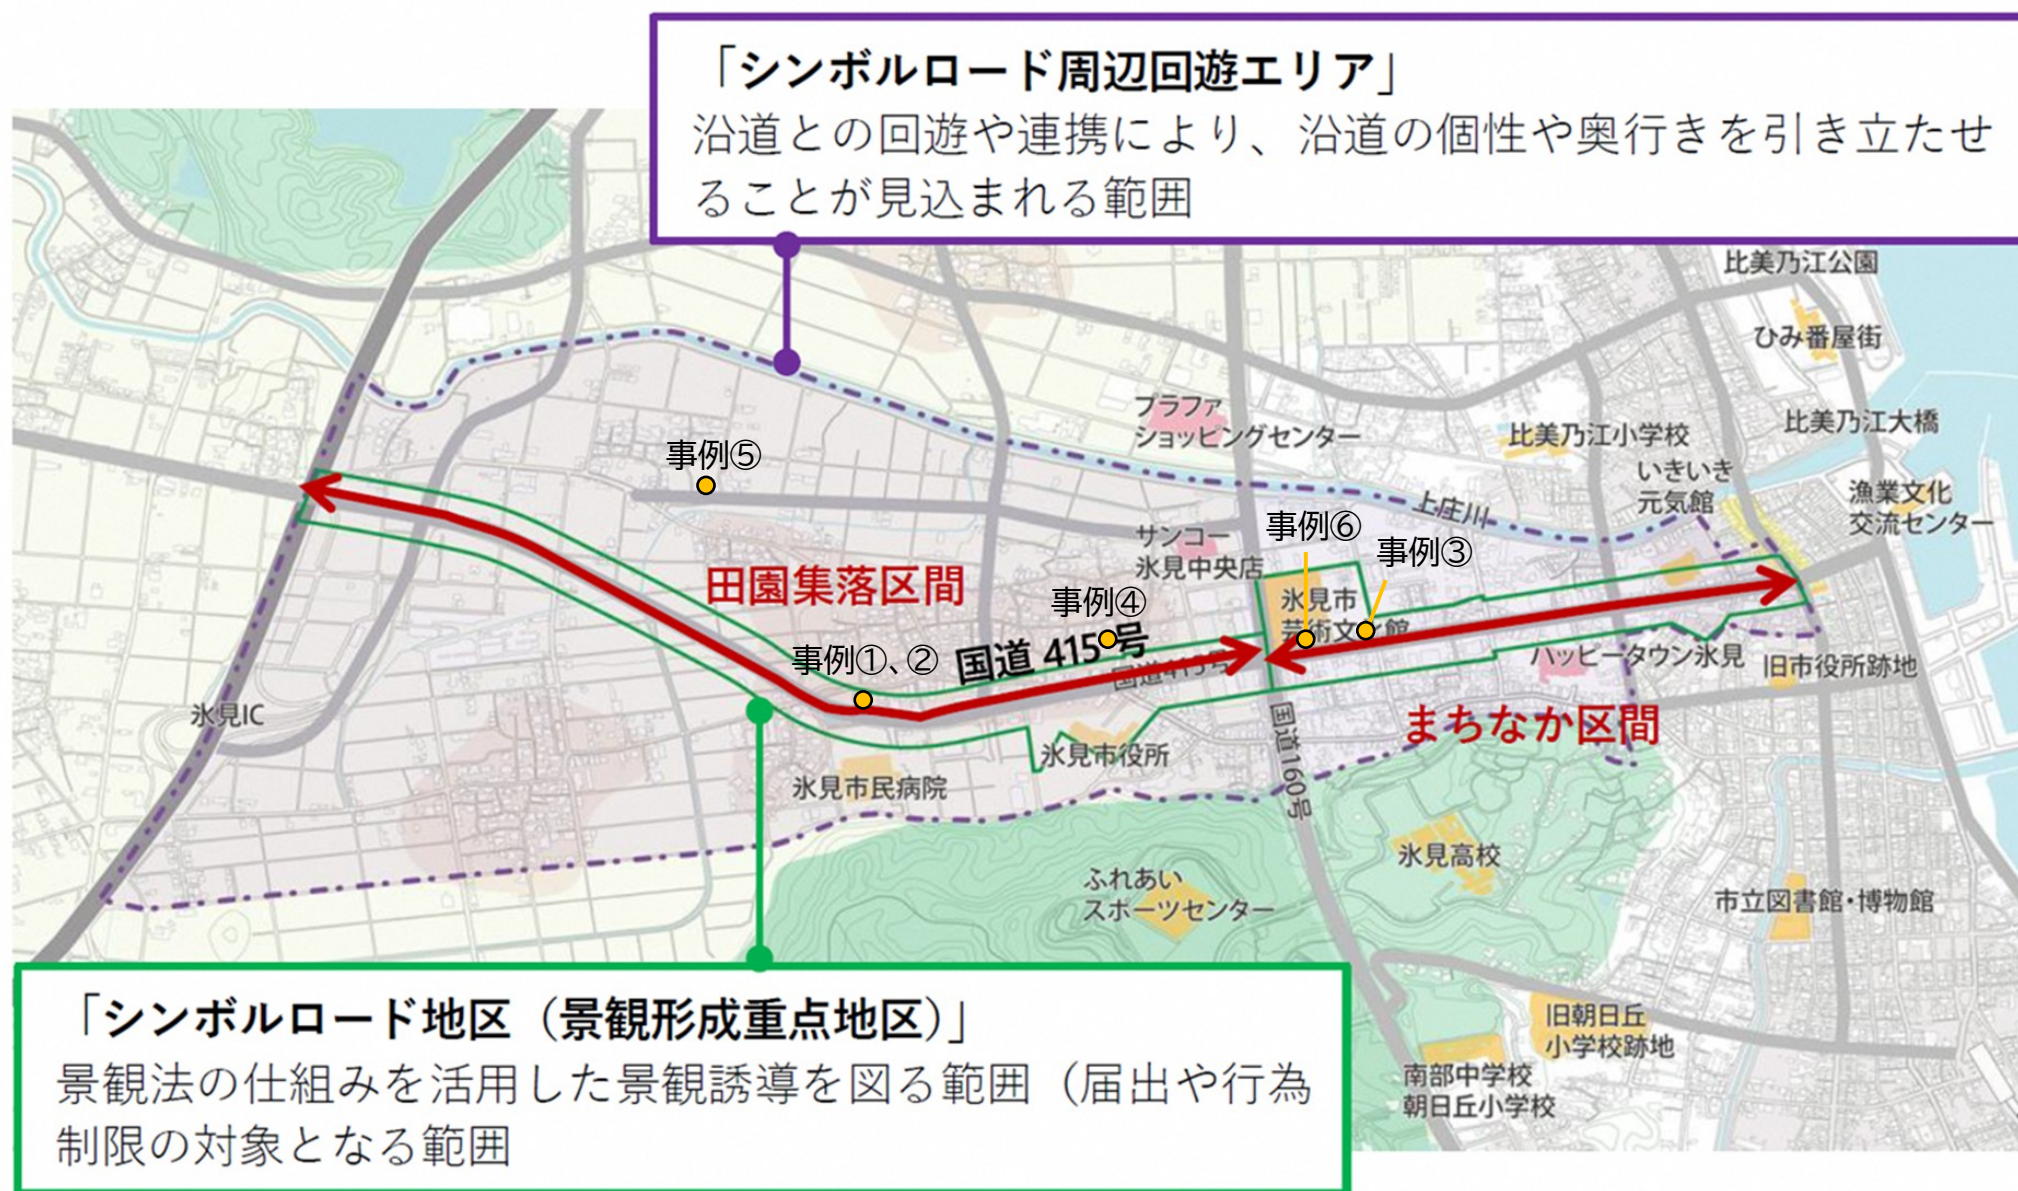 「シンボルロード周辺回遊エリア」
沿道との回遊や連携により、沿道の個性や奥行きを引き立たせ
ることが見込まれる範囲
比美乃江公園
ひみ番屋街
プラファ
ショッピングセンター
比美乃江小学校
比美乃江大橋
いきいき
元気館
漁業文化
交流センター
上庄川
事例⑤
サンコー
氷見中央店
事例⑥
事例③
田園集落区間
事例④
氷見市
芸術文化館
国道 415号
国道415号
事例①、②
ハッピータウン氷見
旧市役所跡地
氷見IC
まちなか区間
国道160号
氷見市役所
氷見市民病院
氷見高校
ふれあい
スポーツセンター
市立図書館・博物館
「シンボルロード地区（景観形成重点地区）」
景観法の仕組みを活用した景観誘導を図る範囲（届出や行為
制限の対象となる範囲
旧朝日丘
小学校跡地
南部中学校
朝日丘小学校